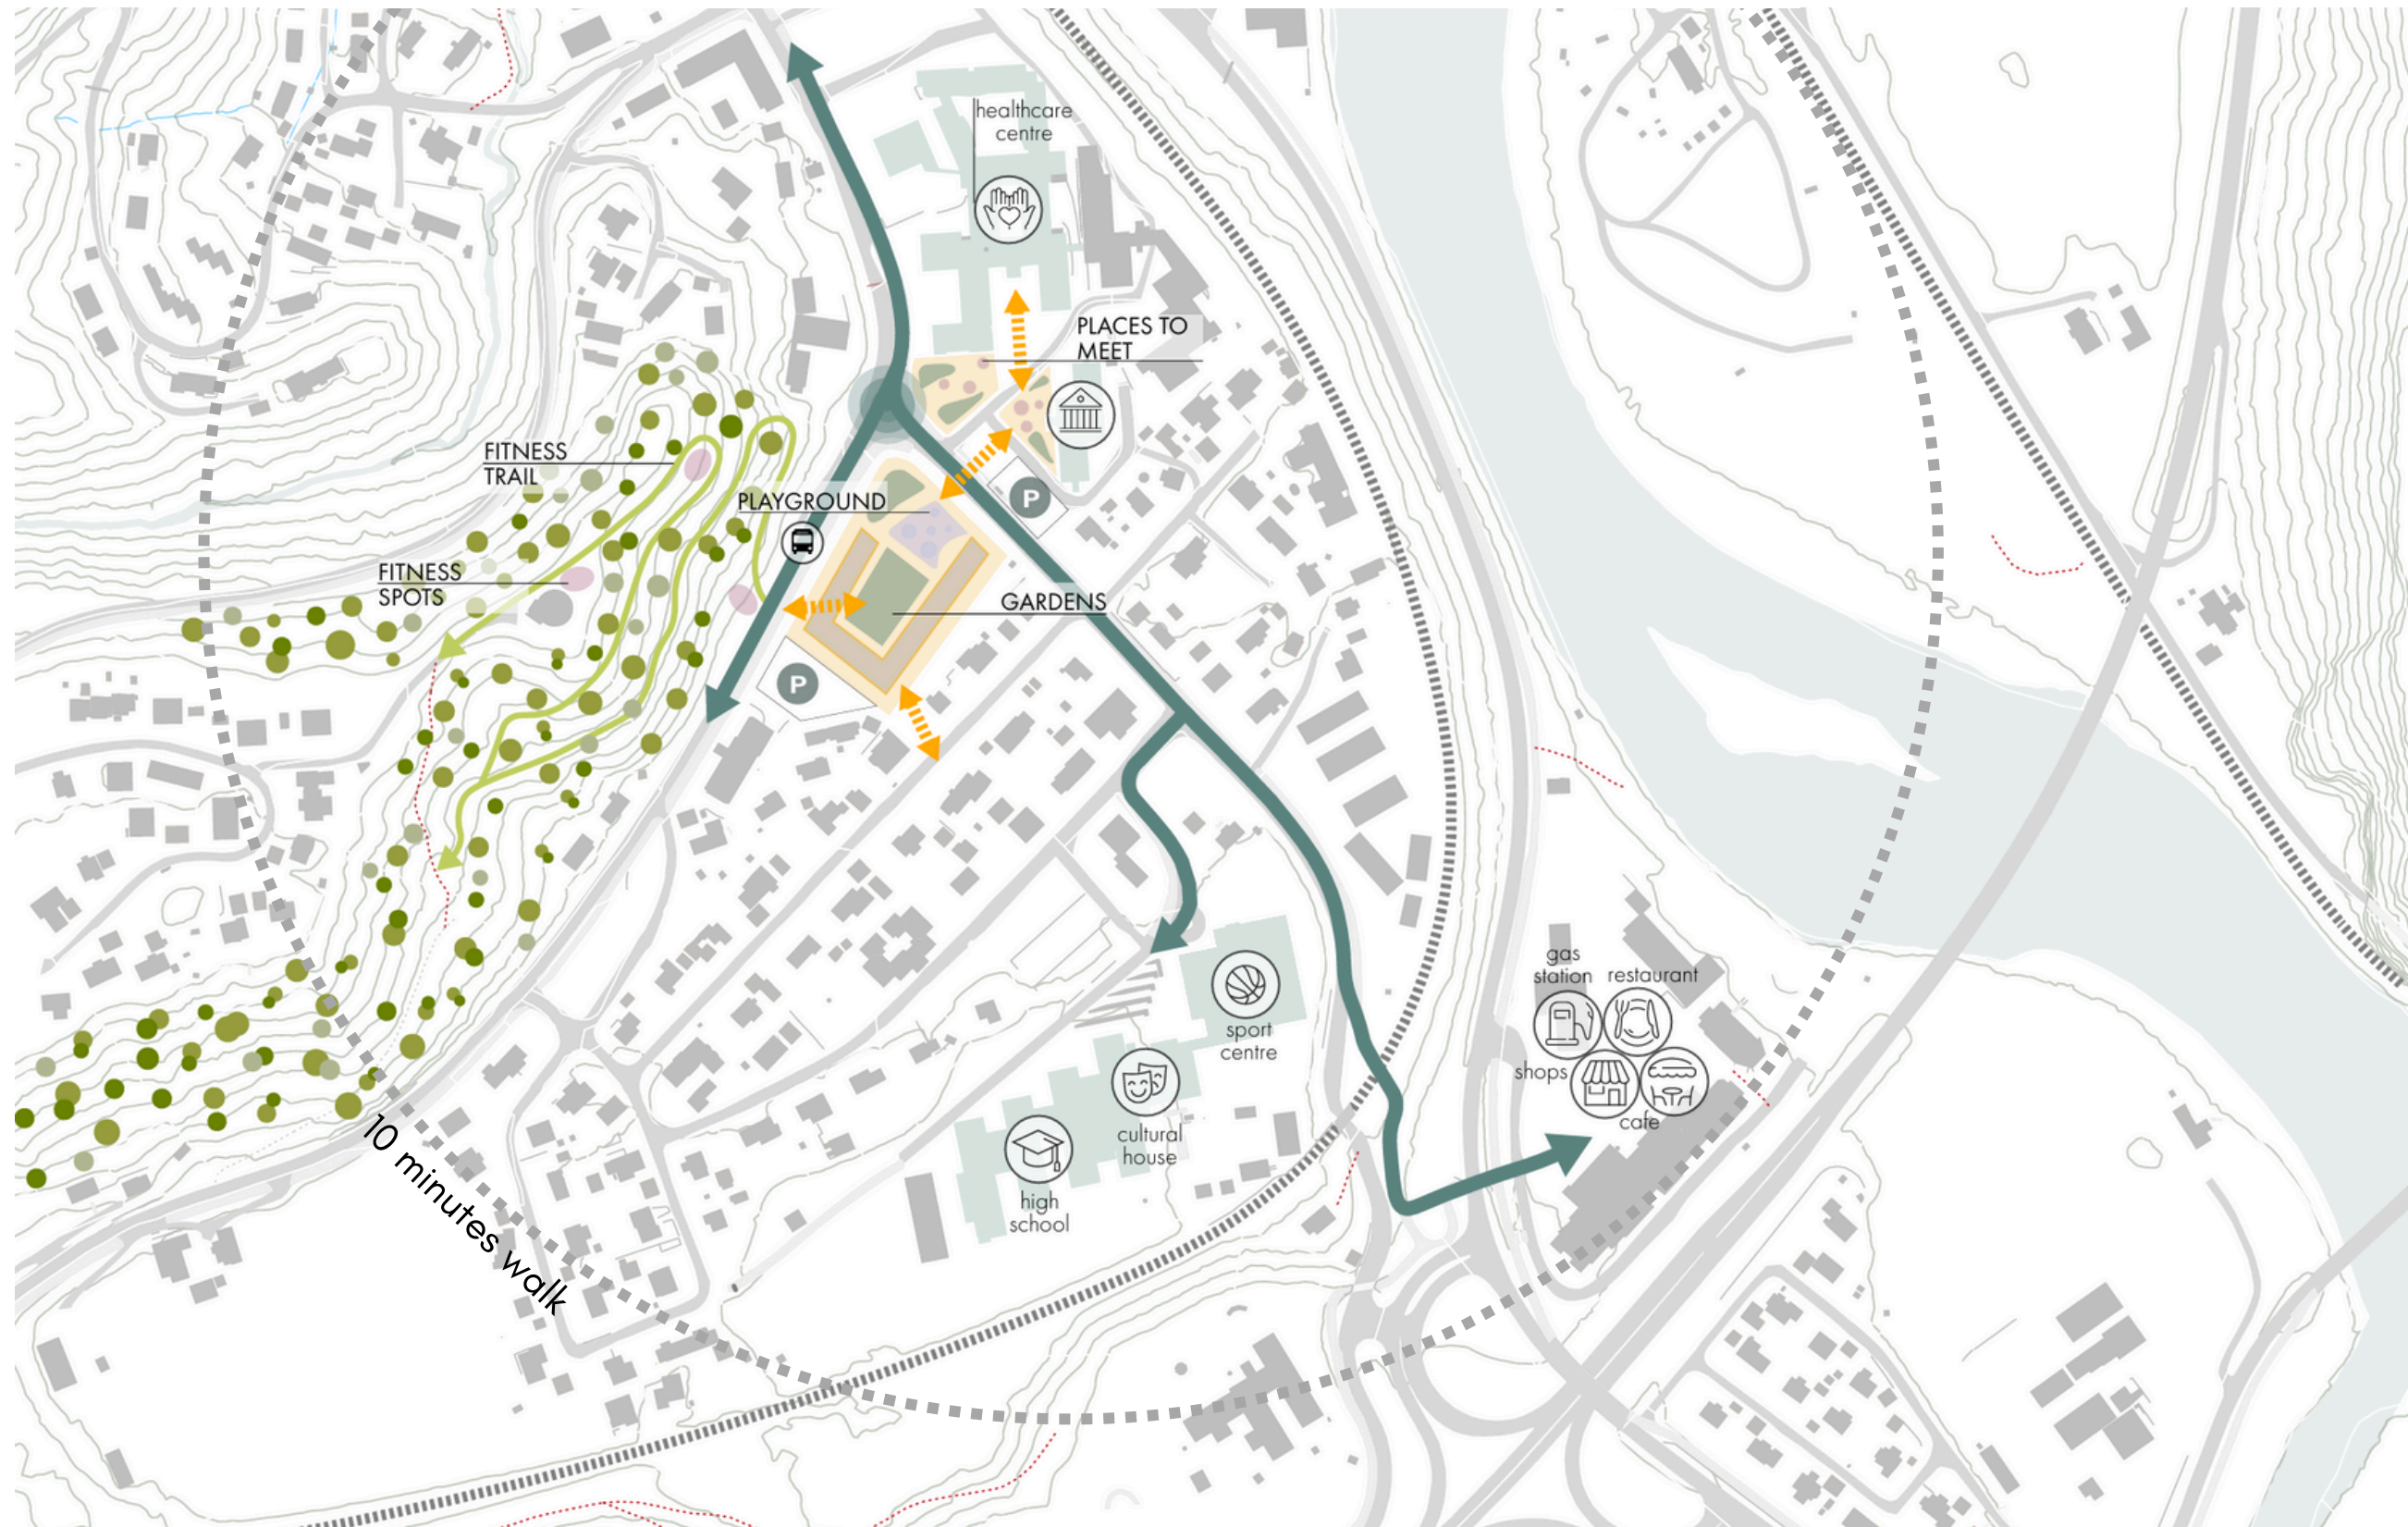 healthcare
centre
PLACES TO
MEET
FITNESS
TRAIL
PLAYGROUND
P
FITNESS
SPOTS
GARDENS
P
gas
station
restaurant
sport
centre
shops
cafe
cultural
house
high
school
10 minutes walk